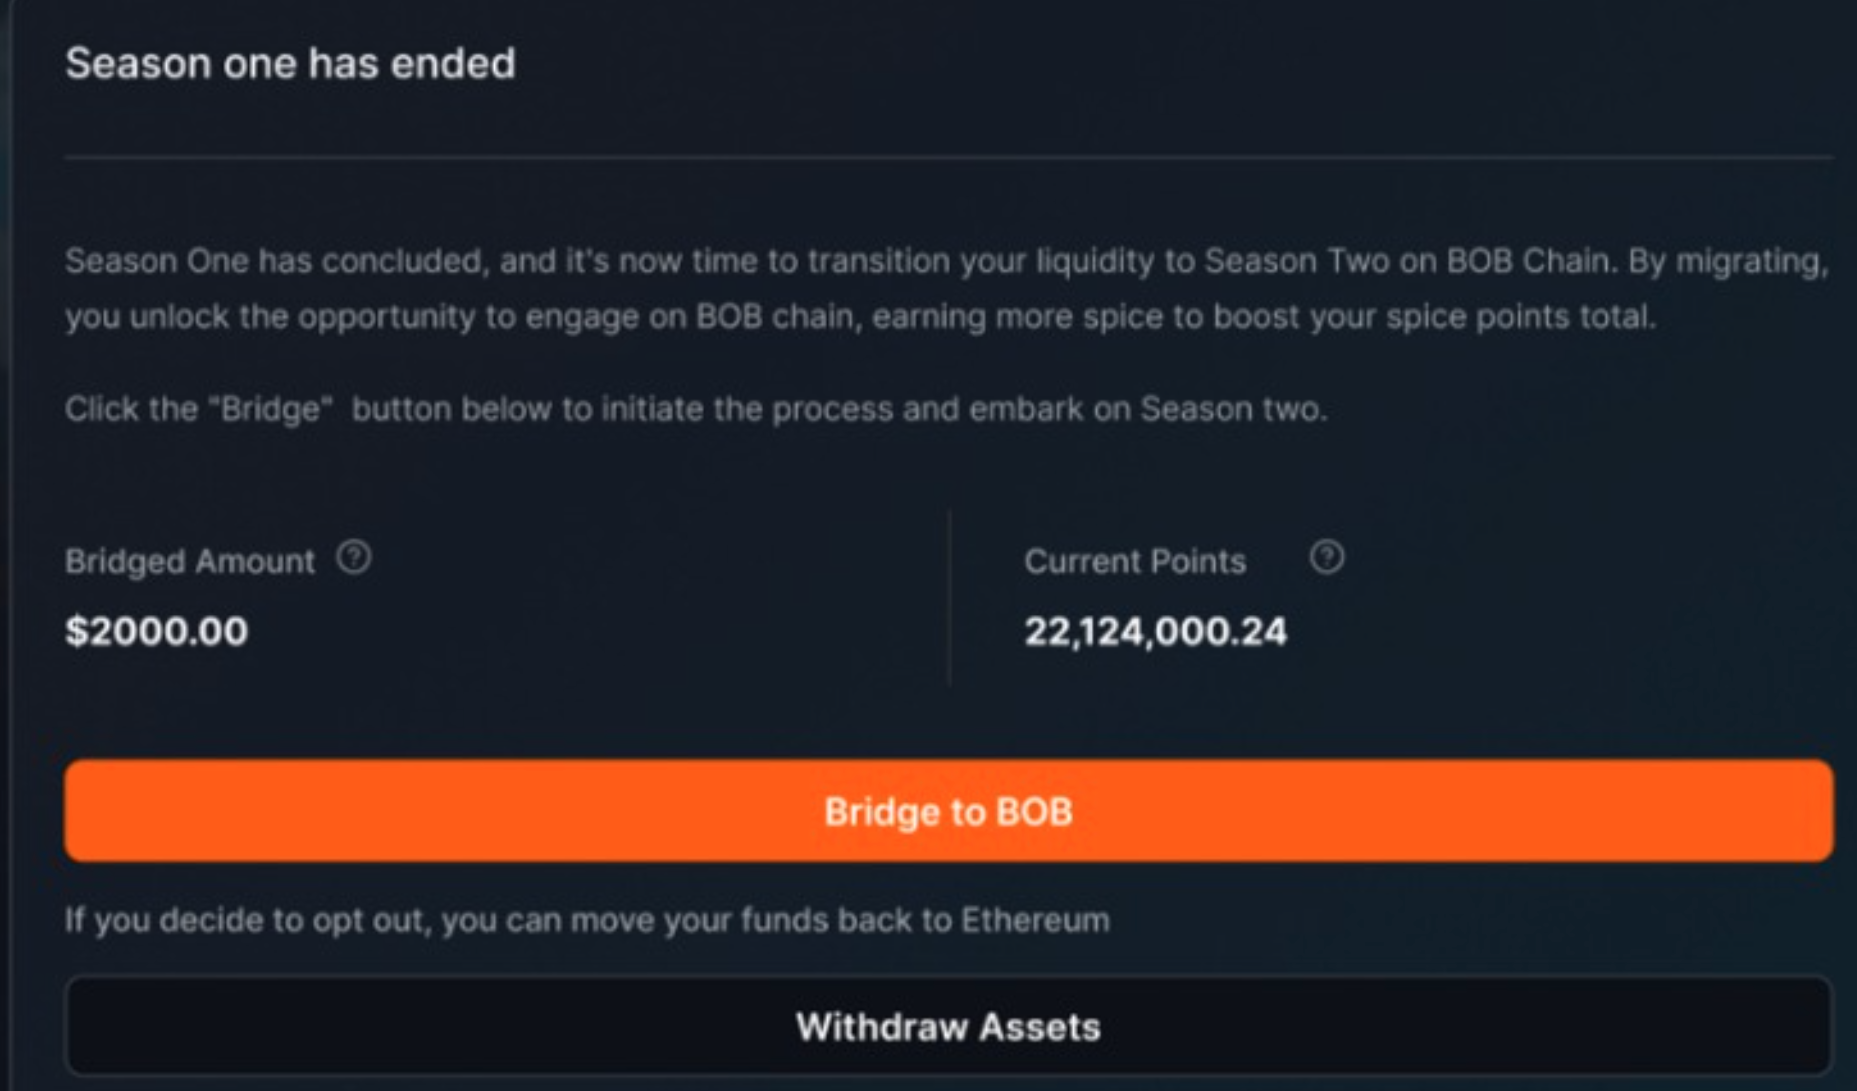 Season one has ended
Season One has concluded, and it's now time to transition your liquidity to Season Two on BOB Chain. By migrating,
you unlock the opportunity to engage on BOB chain, earning more spice to boost your spice points total.
Click the "Bridge"  button below to initiate the process and embark on Season two.
Bridged Amount ?
$2000.00
Current Points ?
22,124,000.24
Bridge to BOB
If you decide to opt out, you can move your funds back to Ethereum
Withdraw Assets